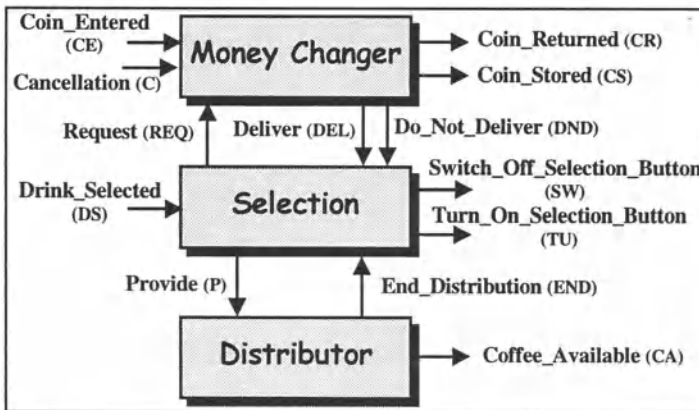 Coin_Entered
(CE)
Cancellation (C)
Money Changer
Coin_Returned (CR)
Coin_Stored (CS)
Request (REQ)
Deliver (DEL)
Do_Not_Deliver (DND)
Drink_Selected
(DS)
Selection
Switch_Off_Selection_Button
(SW)
Turn_On_Selection_Button
(TU)
Provide (P)
End_Distribution (END)
Distributor
Coffee_Available (CA)